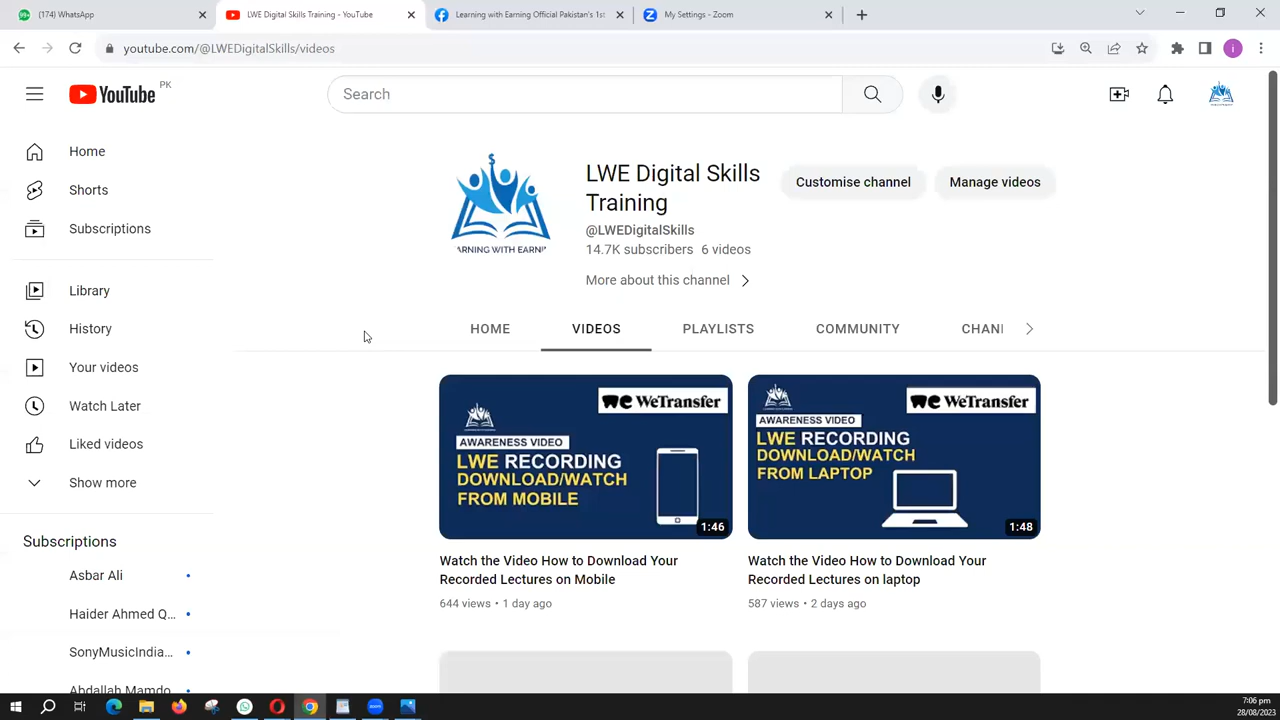 (174) WhatsApp
LWE Digital Skills Training - YouTube
Learning with Earning Official Pakistan's 1st
My Settings - Zoom
youtube.com/@LWEDigitalSkills/videos
i
YouTube
PK
Search
Home
Shorts
Subscriptions
Library
History
Your videos
Watch Later
Liked videos
Show more
Subscriptions
Asbar Ali
Haider Ahmed Q...
SonyMusicIndia...
Abdallah Mamdo
LWE Digital Skills
Training
Customise channel
Manage videos
@LWEDigitalSkills
14.7K subscribers 6 videos
More about this channel
ARNING WITH EARNI
HOME
VIDEOS
PLAYLISTS
COMMUNITY
CHAN
WeTransfer
AWARENESS VIDEO
LWE RECORDING
DOWNLOAD/WATCH
FROM MOBILE
1:46
Watch the Video How to Download Your
Recorded Lectures on Mobile
644 views • 1 day ago
WeTransfer
AWARENESS VIDEO
LWE RECORDING
DOWNLOAD/WATCH
FROM LAPTOP
1:48
Watch the Video How to Download Your
Recorded Lectures on laptop
587 views • 2 days ago
7:06 pm
28/08/2023